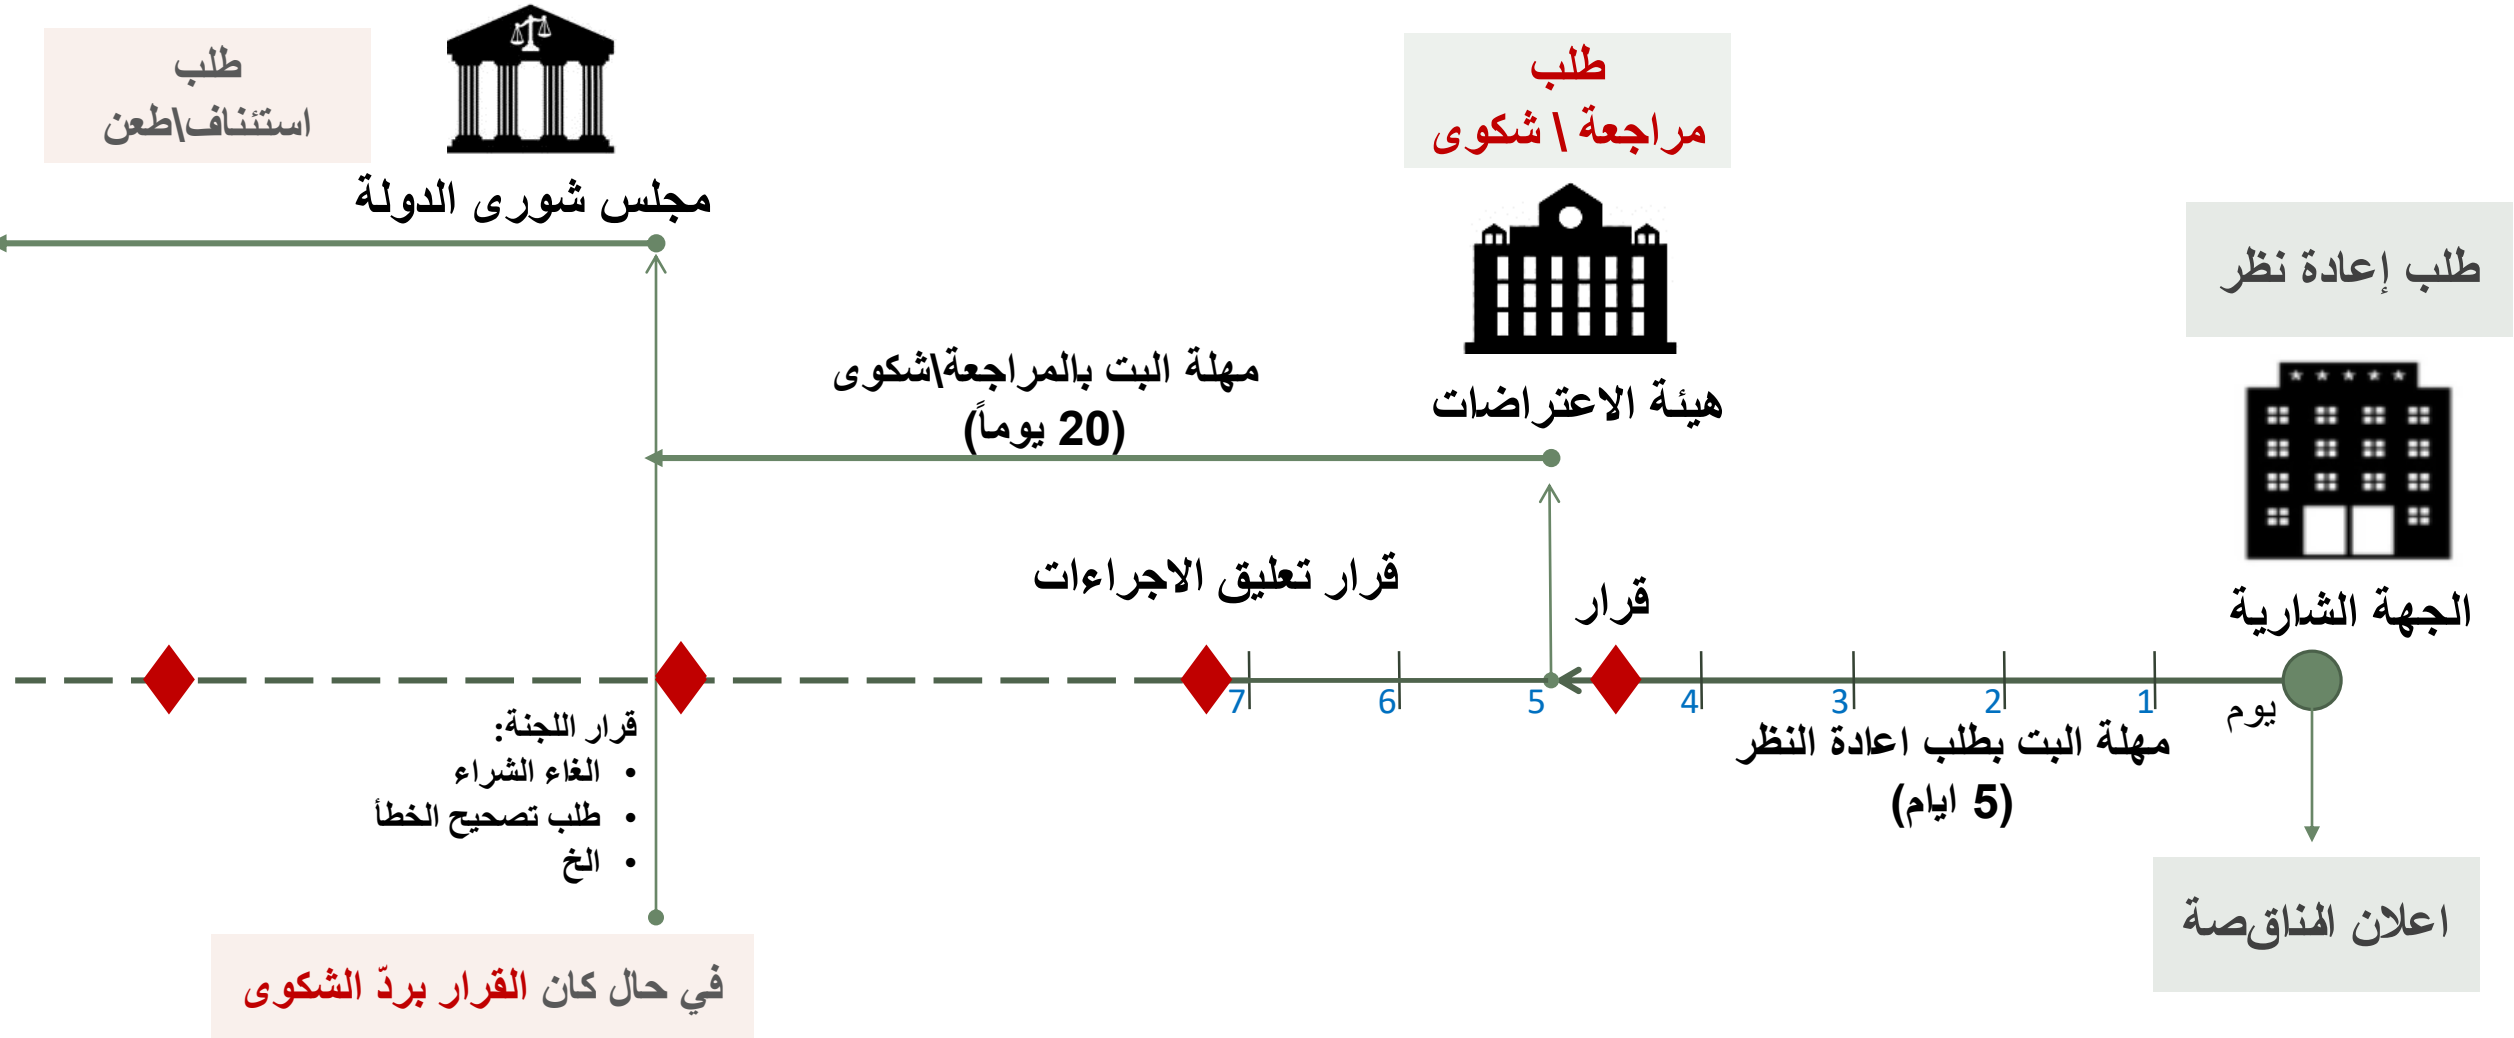 طلب
استئناف\طعن
مجلس شورى الدولة
طلب
مراجعة \ شكوى
هيئة الاعتراضات
طلب إعادة نظر
الجهة الشارية
مهلة البت بالمراجعة\شكوى
(20 يوماً)
قرار تعليق الاجراءات
قرار
يوم
1
2
3
4
5
6
7
مهلة البت بطلب اعادة النظر
(5 ايام)
قرار اللجنة:
• الغاء الشراء
• طلب تصحيح الخطأ
• الخ
اعلان المناقصة
في حال كان القرار بردّ الشكوى